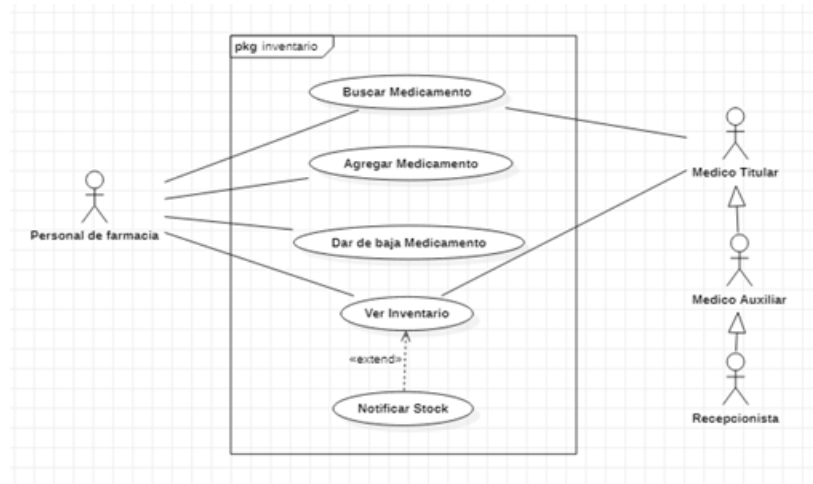 pkg inventario
Buscar Medicamento
Agregar Medicamento
Medico Titular
Personal de farmacia
Dar de baja Medicamento
Medico Auxiliar
Ver Inventario
«extend»
Notificar Stock
Recepcionista